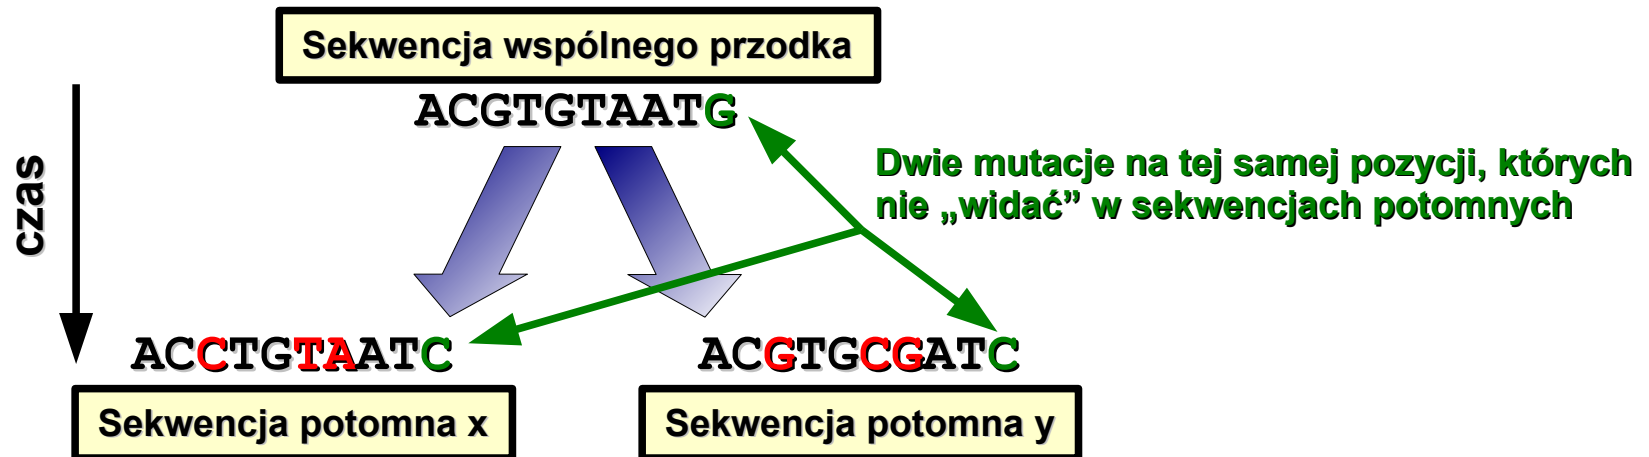 Sekwencja wspólnego przodka
ACGTGTAATG
czas
Dwie mutacje na tej samej pozycji, których
nie „widać” w sekwencjach potomnych
ACCTGTAATC
ACGTGCGATC
Sekwencja potomna x
Sekwencja potomna y